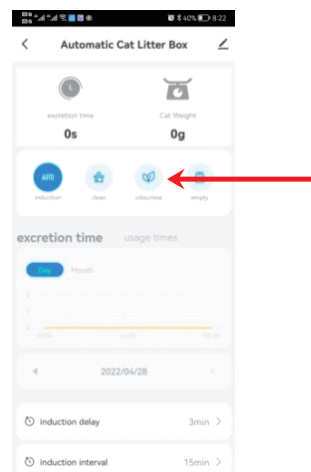 40% 8:22
Automatic Cat Litter Box
excretion time Cat Weight
0s 0g
AUTO
induction clean odourless empty
excretion time usage times
Day Month
2022/04/28
induction delay 3min
induction interval 15min